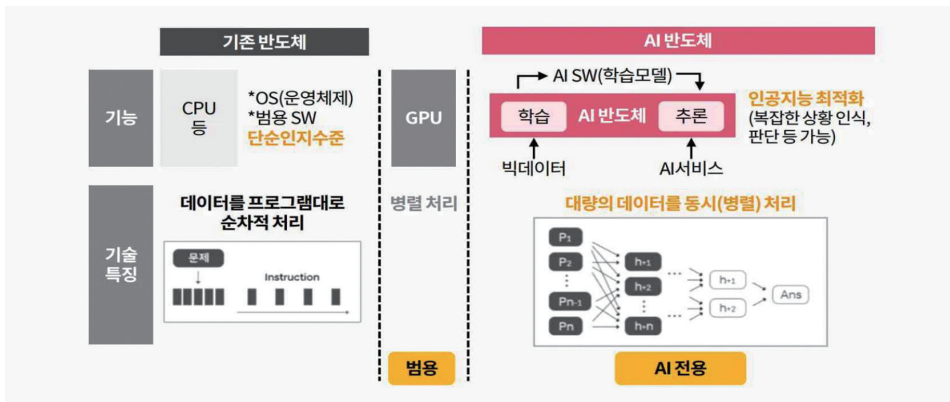 기존 반도체
AI 반도체
기능
CPU
등
*OS(운영체제)
*범용 SW
단순인지수준
GPU
AI SW(학습모델)
학습
AI 반도체
추론
빅데이터
AI서비스
인공지능 최적화
(복잡한 상황 인식,
판단 등 가능)
기술
특징
데이터를 프로그램대로
순차적 처리
문제
Instruction
병렬 처리
대량의 데이터를 동시(병렬) 처리
P1
P2
Pn-1
Pn
h+1
h+2
h+n
h+1
h+2
Ans
범용
AI 전용